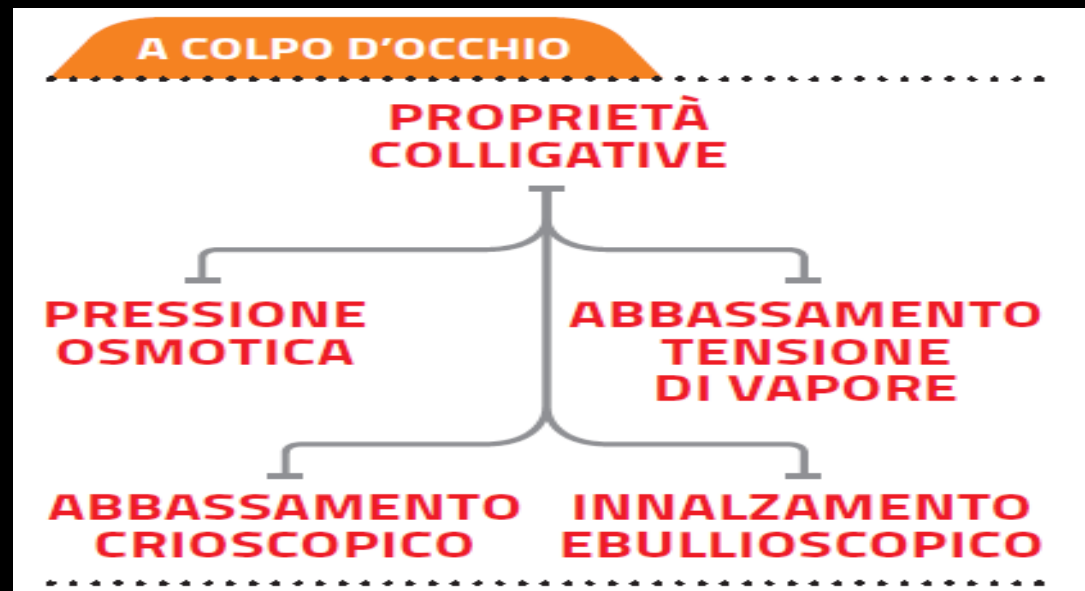 A COLPO D'OCCHIO
PROPRIETÀ
COLLIGATIVE
PRESSIONE
OSMOTICA
ABBASSAMENTO
TENSIONE
DI VAPORE
ABBASSAMENTO
CRIOSCOPICO
INNALZAMENTO
EBULLIOSCOPICO